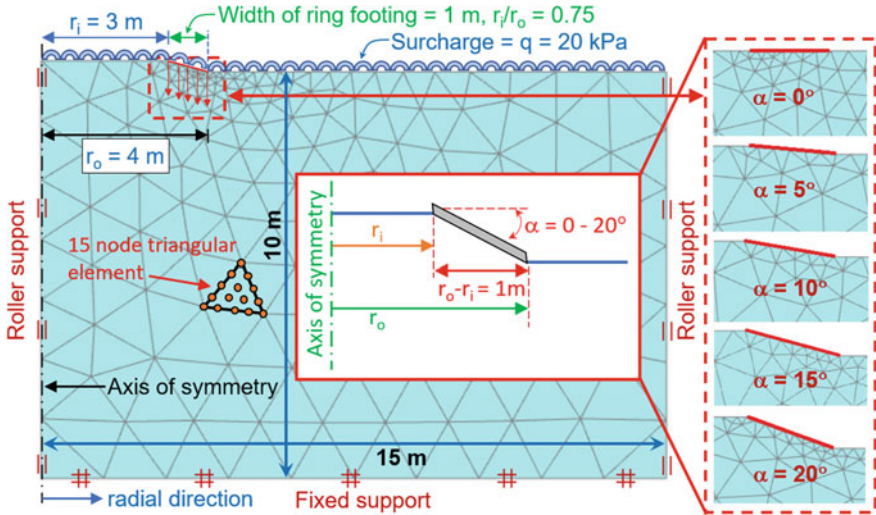 Width of ring footing = 1 m, ri/ro = 0.75
ri = 3 m
Surcharge = q = 20 kPa
ro = 4 m
10 m
15 node triangular
element
Roller support
Axis of symmetry
15 m
radial direction
Fixed support
Axis of symmetry
ri
α = 0 - 20°
ro-ri = 1m
ro
Roller support
α = 0°
α = 5°
α = 10°
α = 15°
α = 20°